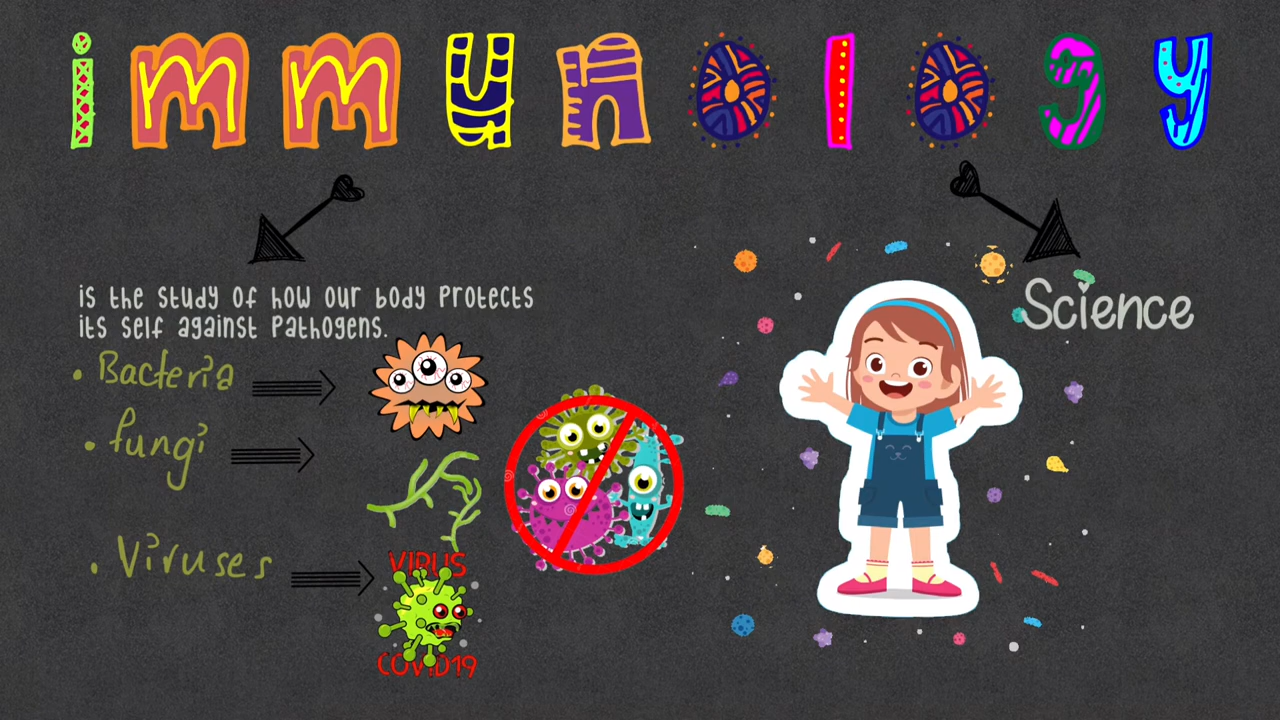 immunology
is the study of how our body Protects
its self against Pathogens.
Science
• Bacteria
• fungi
• Viruses
VIRUS
COVID19